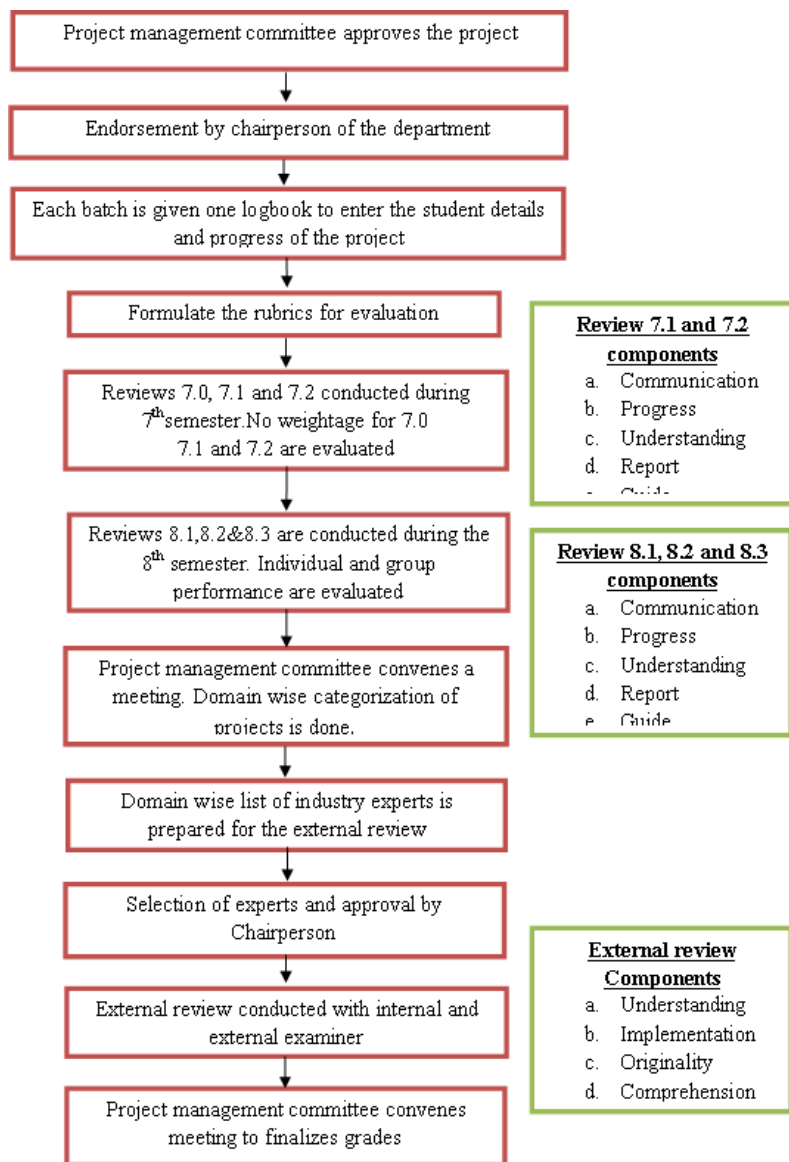 Project management committee approves the project
Endorsement by chairperson of the department
Each batch is given one logbook to enter the student details
and progress of the project
Formulate the rubrics for evaluation
Reviews 7.0, 7.1 and 7.2 conducted during
7th semester.No weightage for 7.0
7.1 and 7.2 are evaluated
Reviews 8.1,8.2&8.3 are conducted during the
8th semester. Individual and group
performance are evaluated
Project management committee convenes a
meeting. Domain wise categorization of
projects is done.
Domain wise list of industry experts is
prepared for the external review
Selection of experts and approval by
Chairperson
External review conducted with internal and
external examiner
Project management committee convenes
meeting to finalizes grades
Review 7.1 and 7.2
components
a. Communication
b. Progress
c. Understanding
d. Report
e. Guide
Review 8.1, 8.2 and 8.3
components
a. Communication
b. Progress
c. Understanding
d. Report
e. Guide
External review
Components
a. Understanding
b. Implementation
c. Originality
d. Comprehension